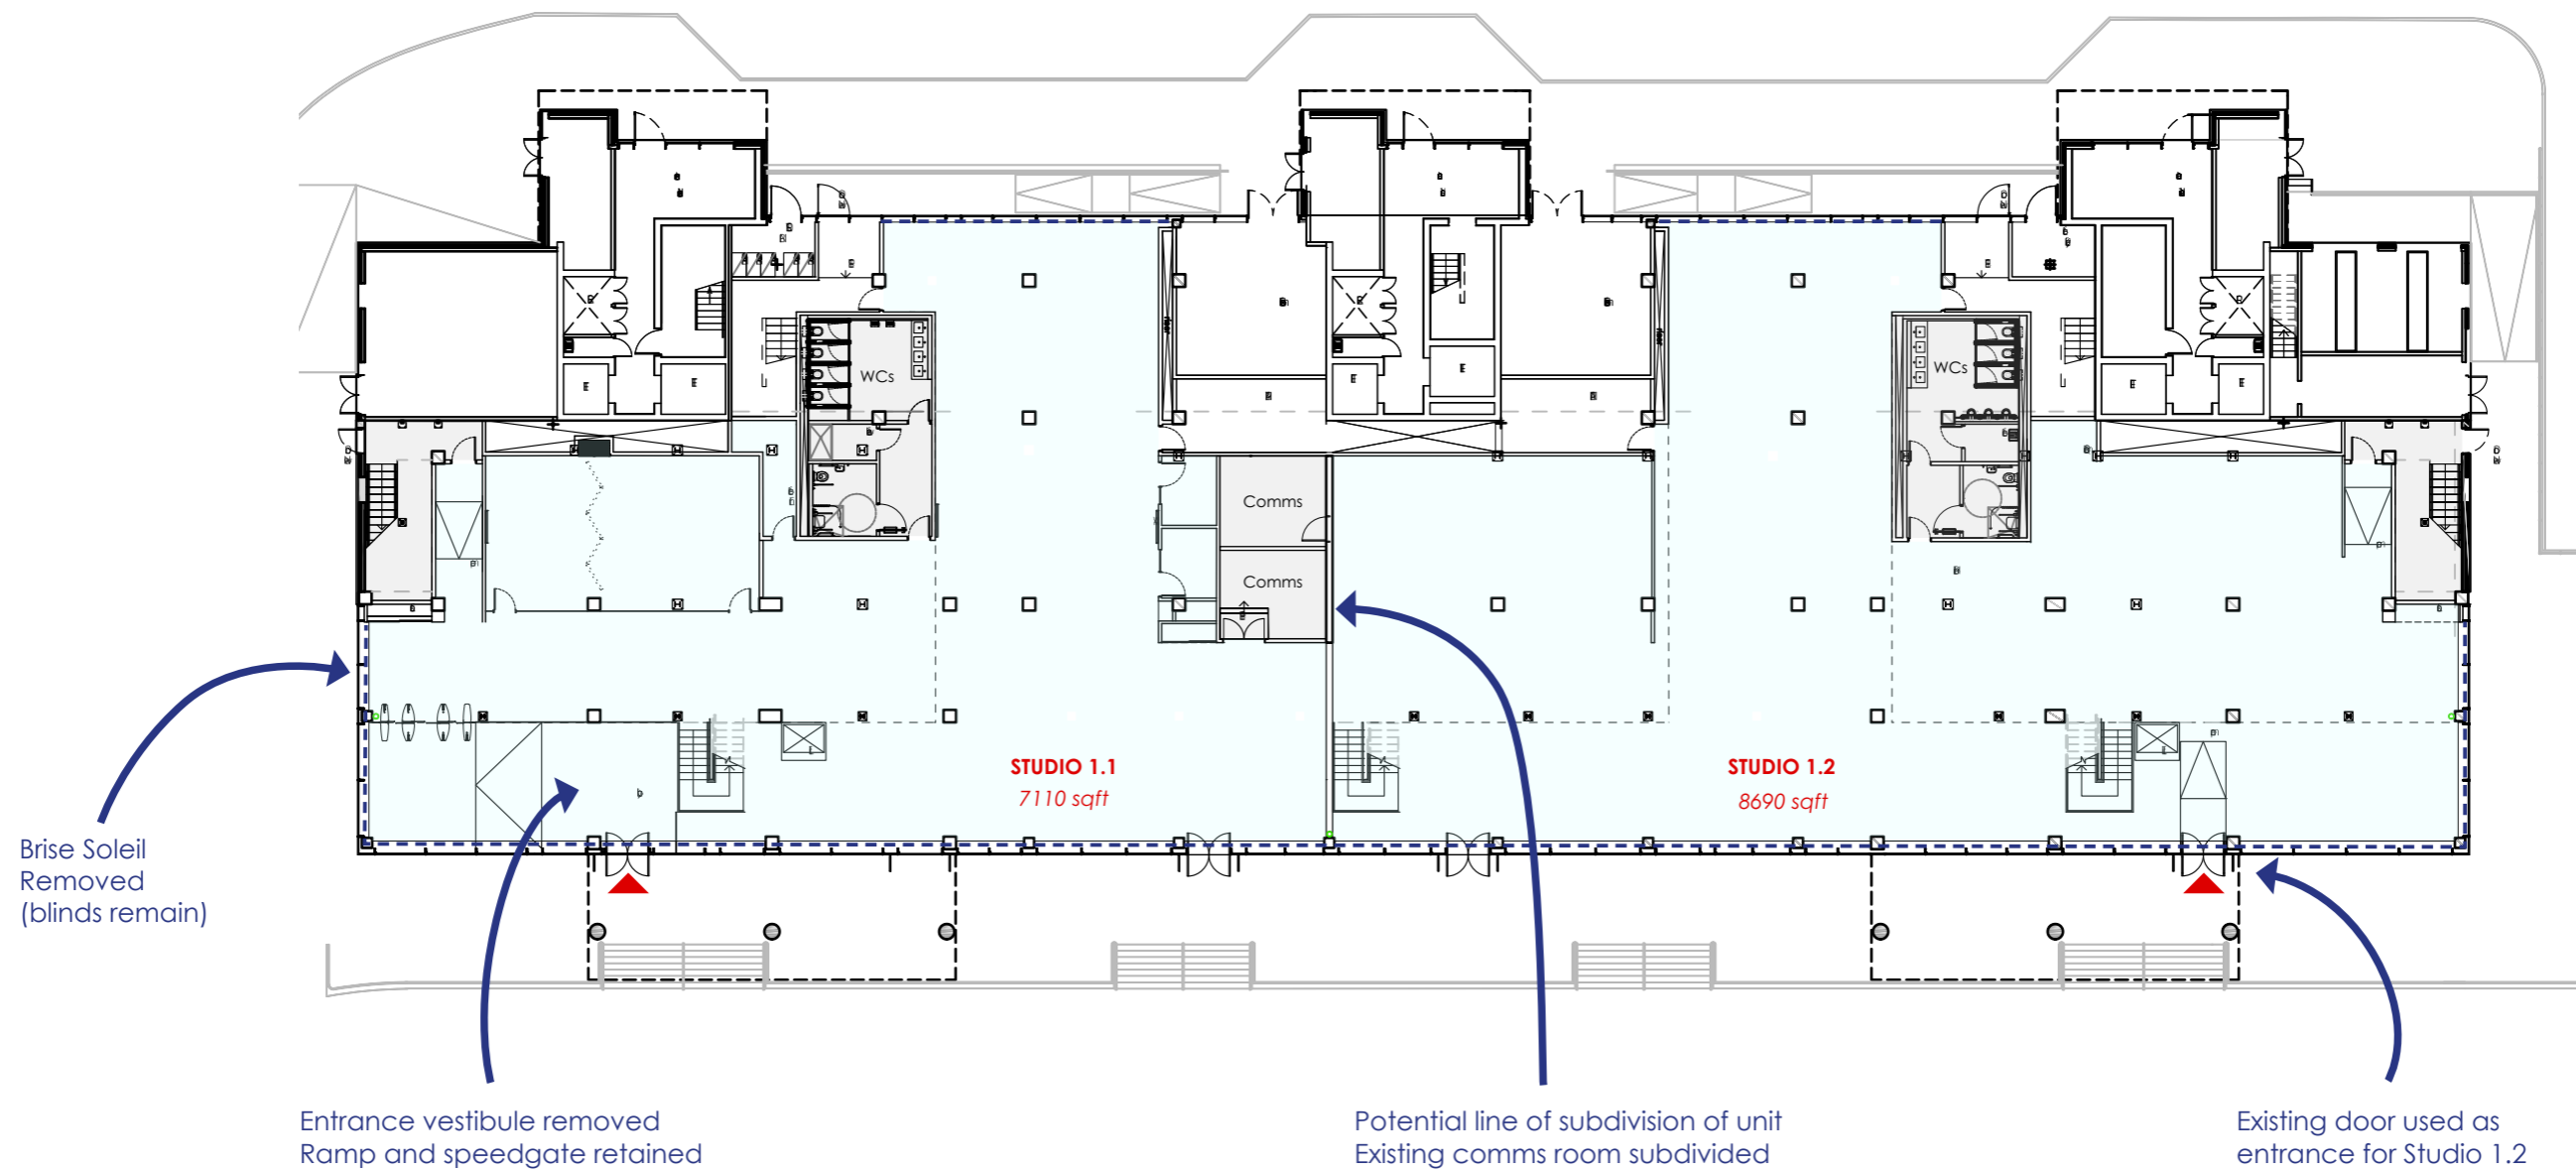 WCs
WCs
riser
riser
Comms
Comms
STUDIO 1.1
7110 sqft
STUDIO 1.2
8690 sqft
Brise Soleil
Removed
(blinds remain)
Entrance vestibule removed
Ramp and speedgate retained
Potential line of subdivision of unit
Existing comms room subdivided
Existing door used as
entrance for Studio 1.2